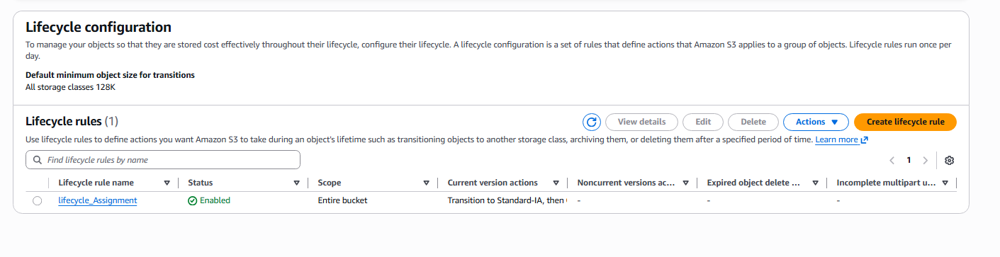 Lifecycle configuration
To manage your objects so that they are stored cost effectively throughout their lifecycle, configure their lifecycle. A lifecycle configuration is a set of rules that define actions that Amazon S3 applies to a group of objects. Lifecycle rules run once per
day.
Default minimum object size for transitions
All storage classes 128K
Lifecycle rules (1)
View details
Edit
Delete
Actions
Create lifecycle rule
Use lifecycle rules to define actions you want Amazon S3 to take during an object's lifetime such as transitioning objects to another storage class, archiving them, or deleting them after a specified period of time. Learn more
Find lifecycle rules by name
1
Lifecycle rule name
Status
Scope
Current version actions
Noncurrent versions ac...
Expired object delete ...
Incomplete multipart u...
lifecycle_Assignment
Enabled
Entire bucket
Transition to Standard-IA, then
-
-
-